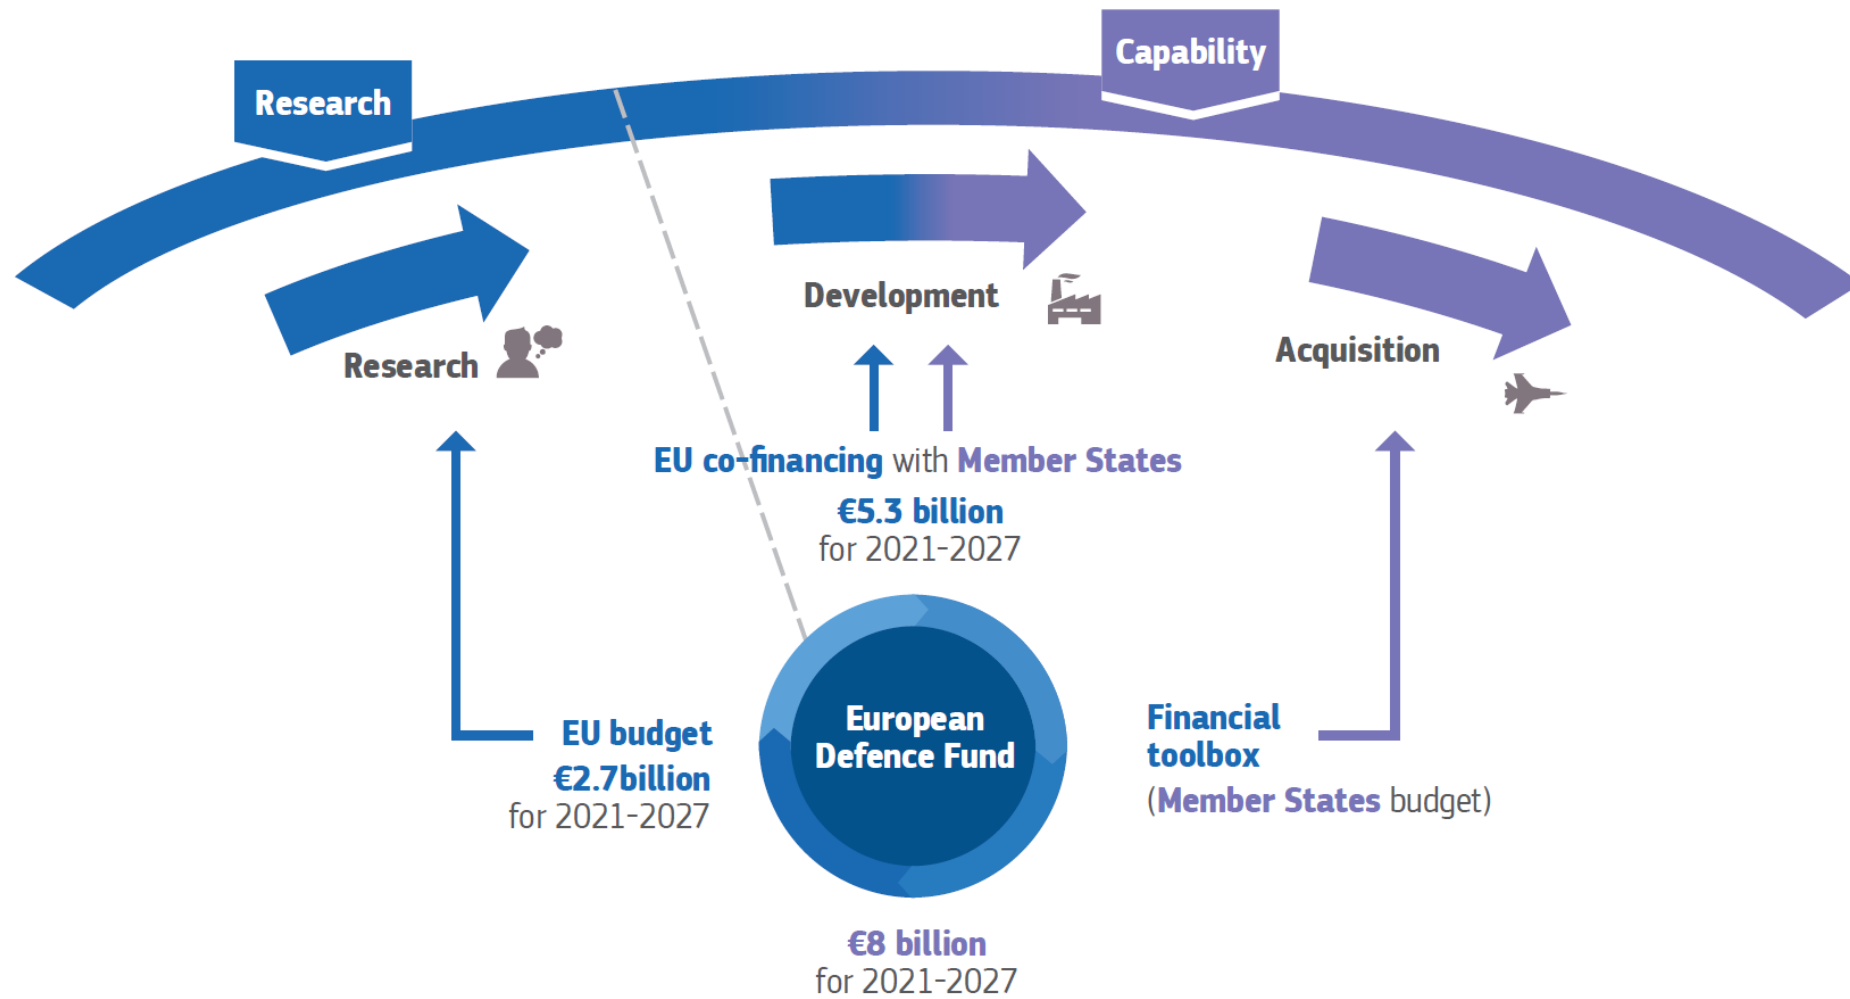 Research
Capability
Research
Development
Acquisition
EU co-financing with Member States
€5.3 billion
for 2021-2027
EU budget
€2.7billion
for 2021-2027
European
Defence Fund
Financial
toolbox
(Member States budget)
€8 billion
for 2021-2027